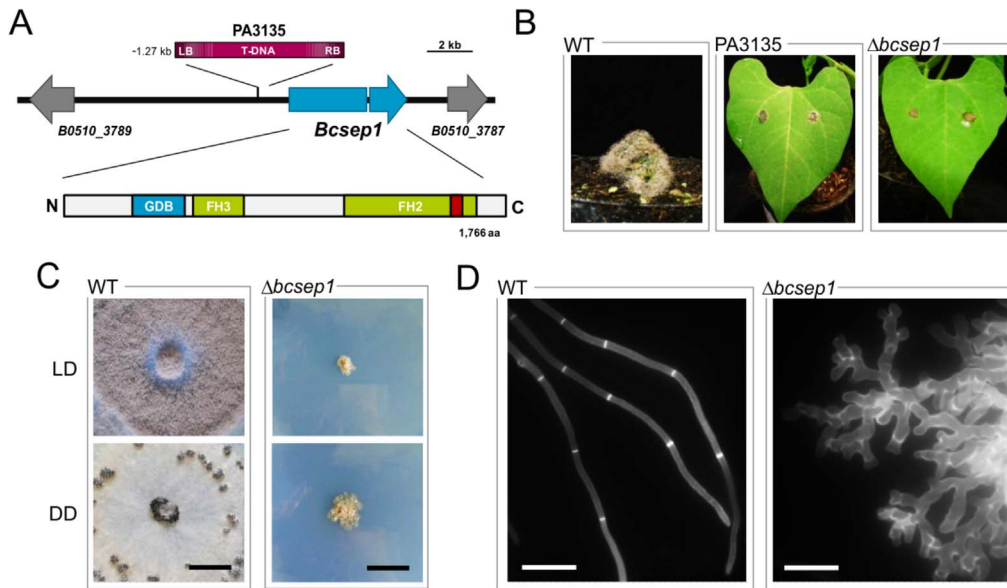 A
PA3135
-1.27 kb
LB T-DNA RB
2 kb
B0510_3789
Bcsep1
B0510_3787
N GDB FH3 FH2 C
1,766 aa
B
WT PA3135 Δbcsep1
C
WT Δbcsep1
LD
DD
D
WT Δbcsep1